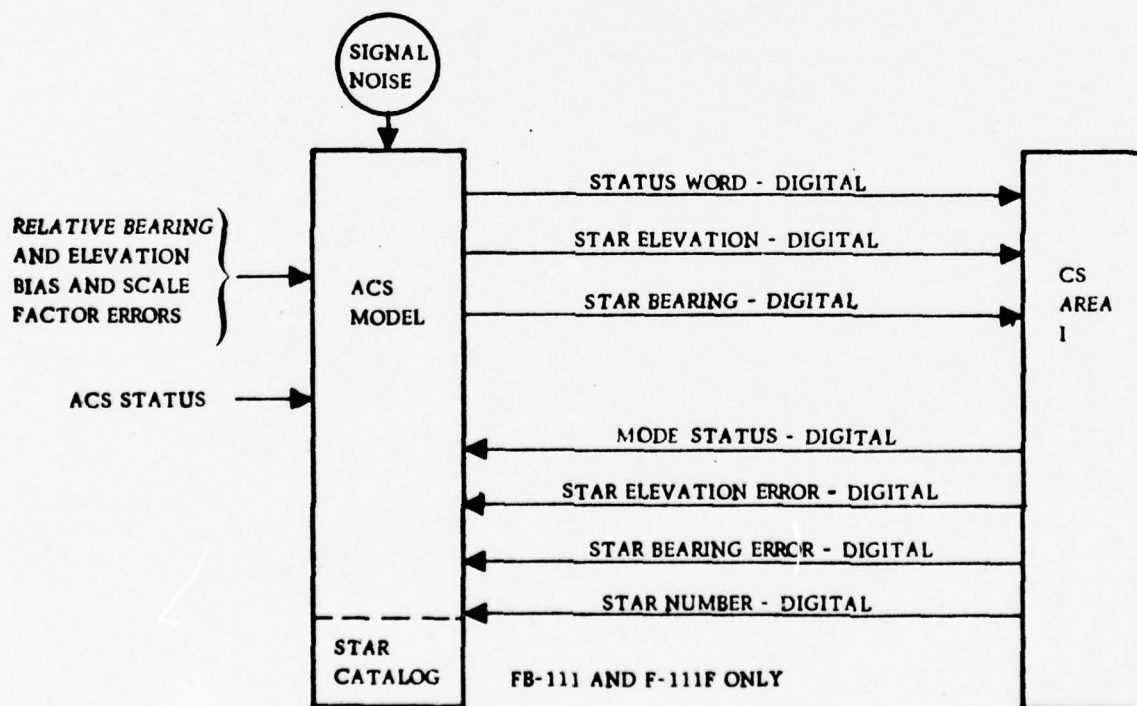 SIGNAL
NOISE
RELATIVE BEARING
AND ELEVATION
BIAS AND SCALE
FACTOR ERRORS
ACS STATUS
ACS
MODEL
STATUS WORD - DIGITAL
STAR ELEVATION - DIGITAL
STAR BEARING - DIGITAL
MODE STATUS - DIGITAL
STAR ELEVATION ERROR - DIGITAL
STAR BEARING ERROR - DIGITAL
STAR NUMBER - DIGITAL
CS
AREA
I
STAR
CATALOG
FB-111 AND F-111F ONLY